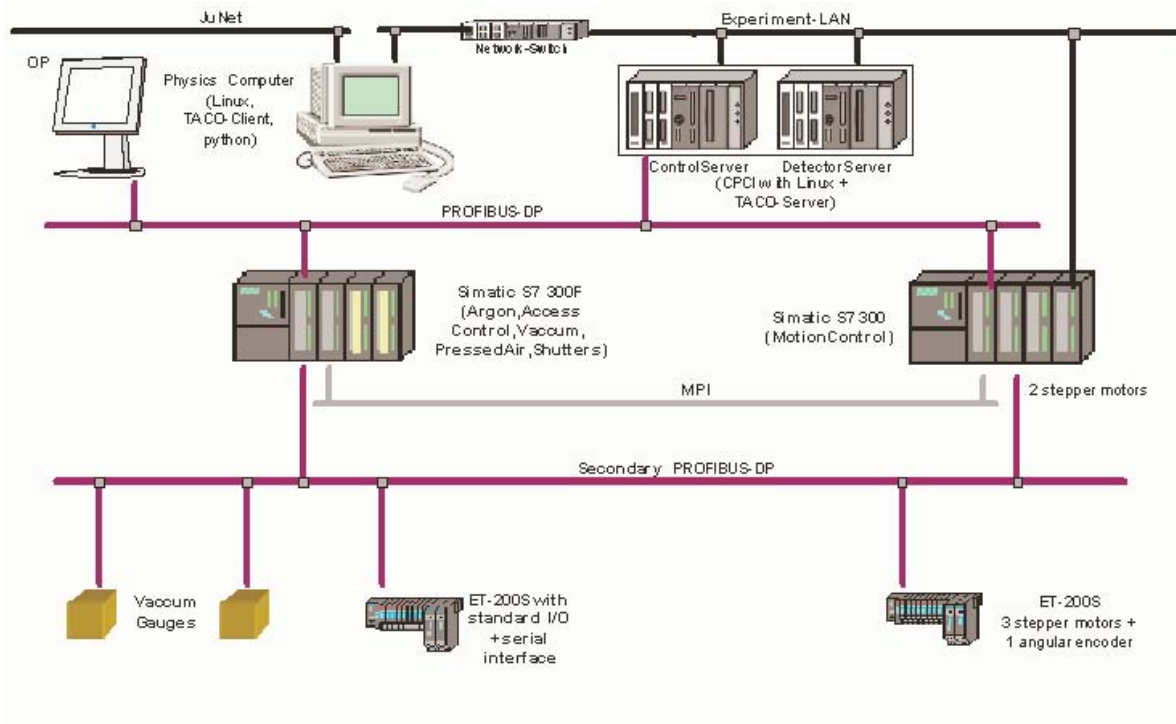 JuNet
Experiment-LAN
Network-Switch
OP
Physics Computer
(Linux,
TACO-Client,
python)
ControlServer
DetectorServer
(CPCI with Linux +
TACO-Server)
PROFIBUS-DP
Simatic S7 300F
(Argon,Access
Control,Vaccum,
PressedAir,Shutters)
Simatic S7 300
(MotionControl)
MPI
2 stepper motors
Secondary PROFIBUS-DP
Vaccum
Gauges
ET-200S with
standard I/O
+serial
interface
ET-200S
3 stepper motors +
1 angular encoder